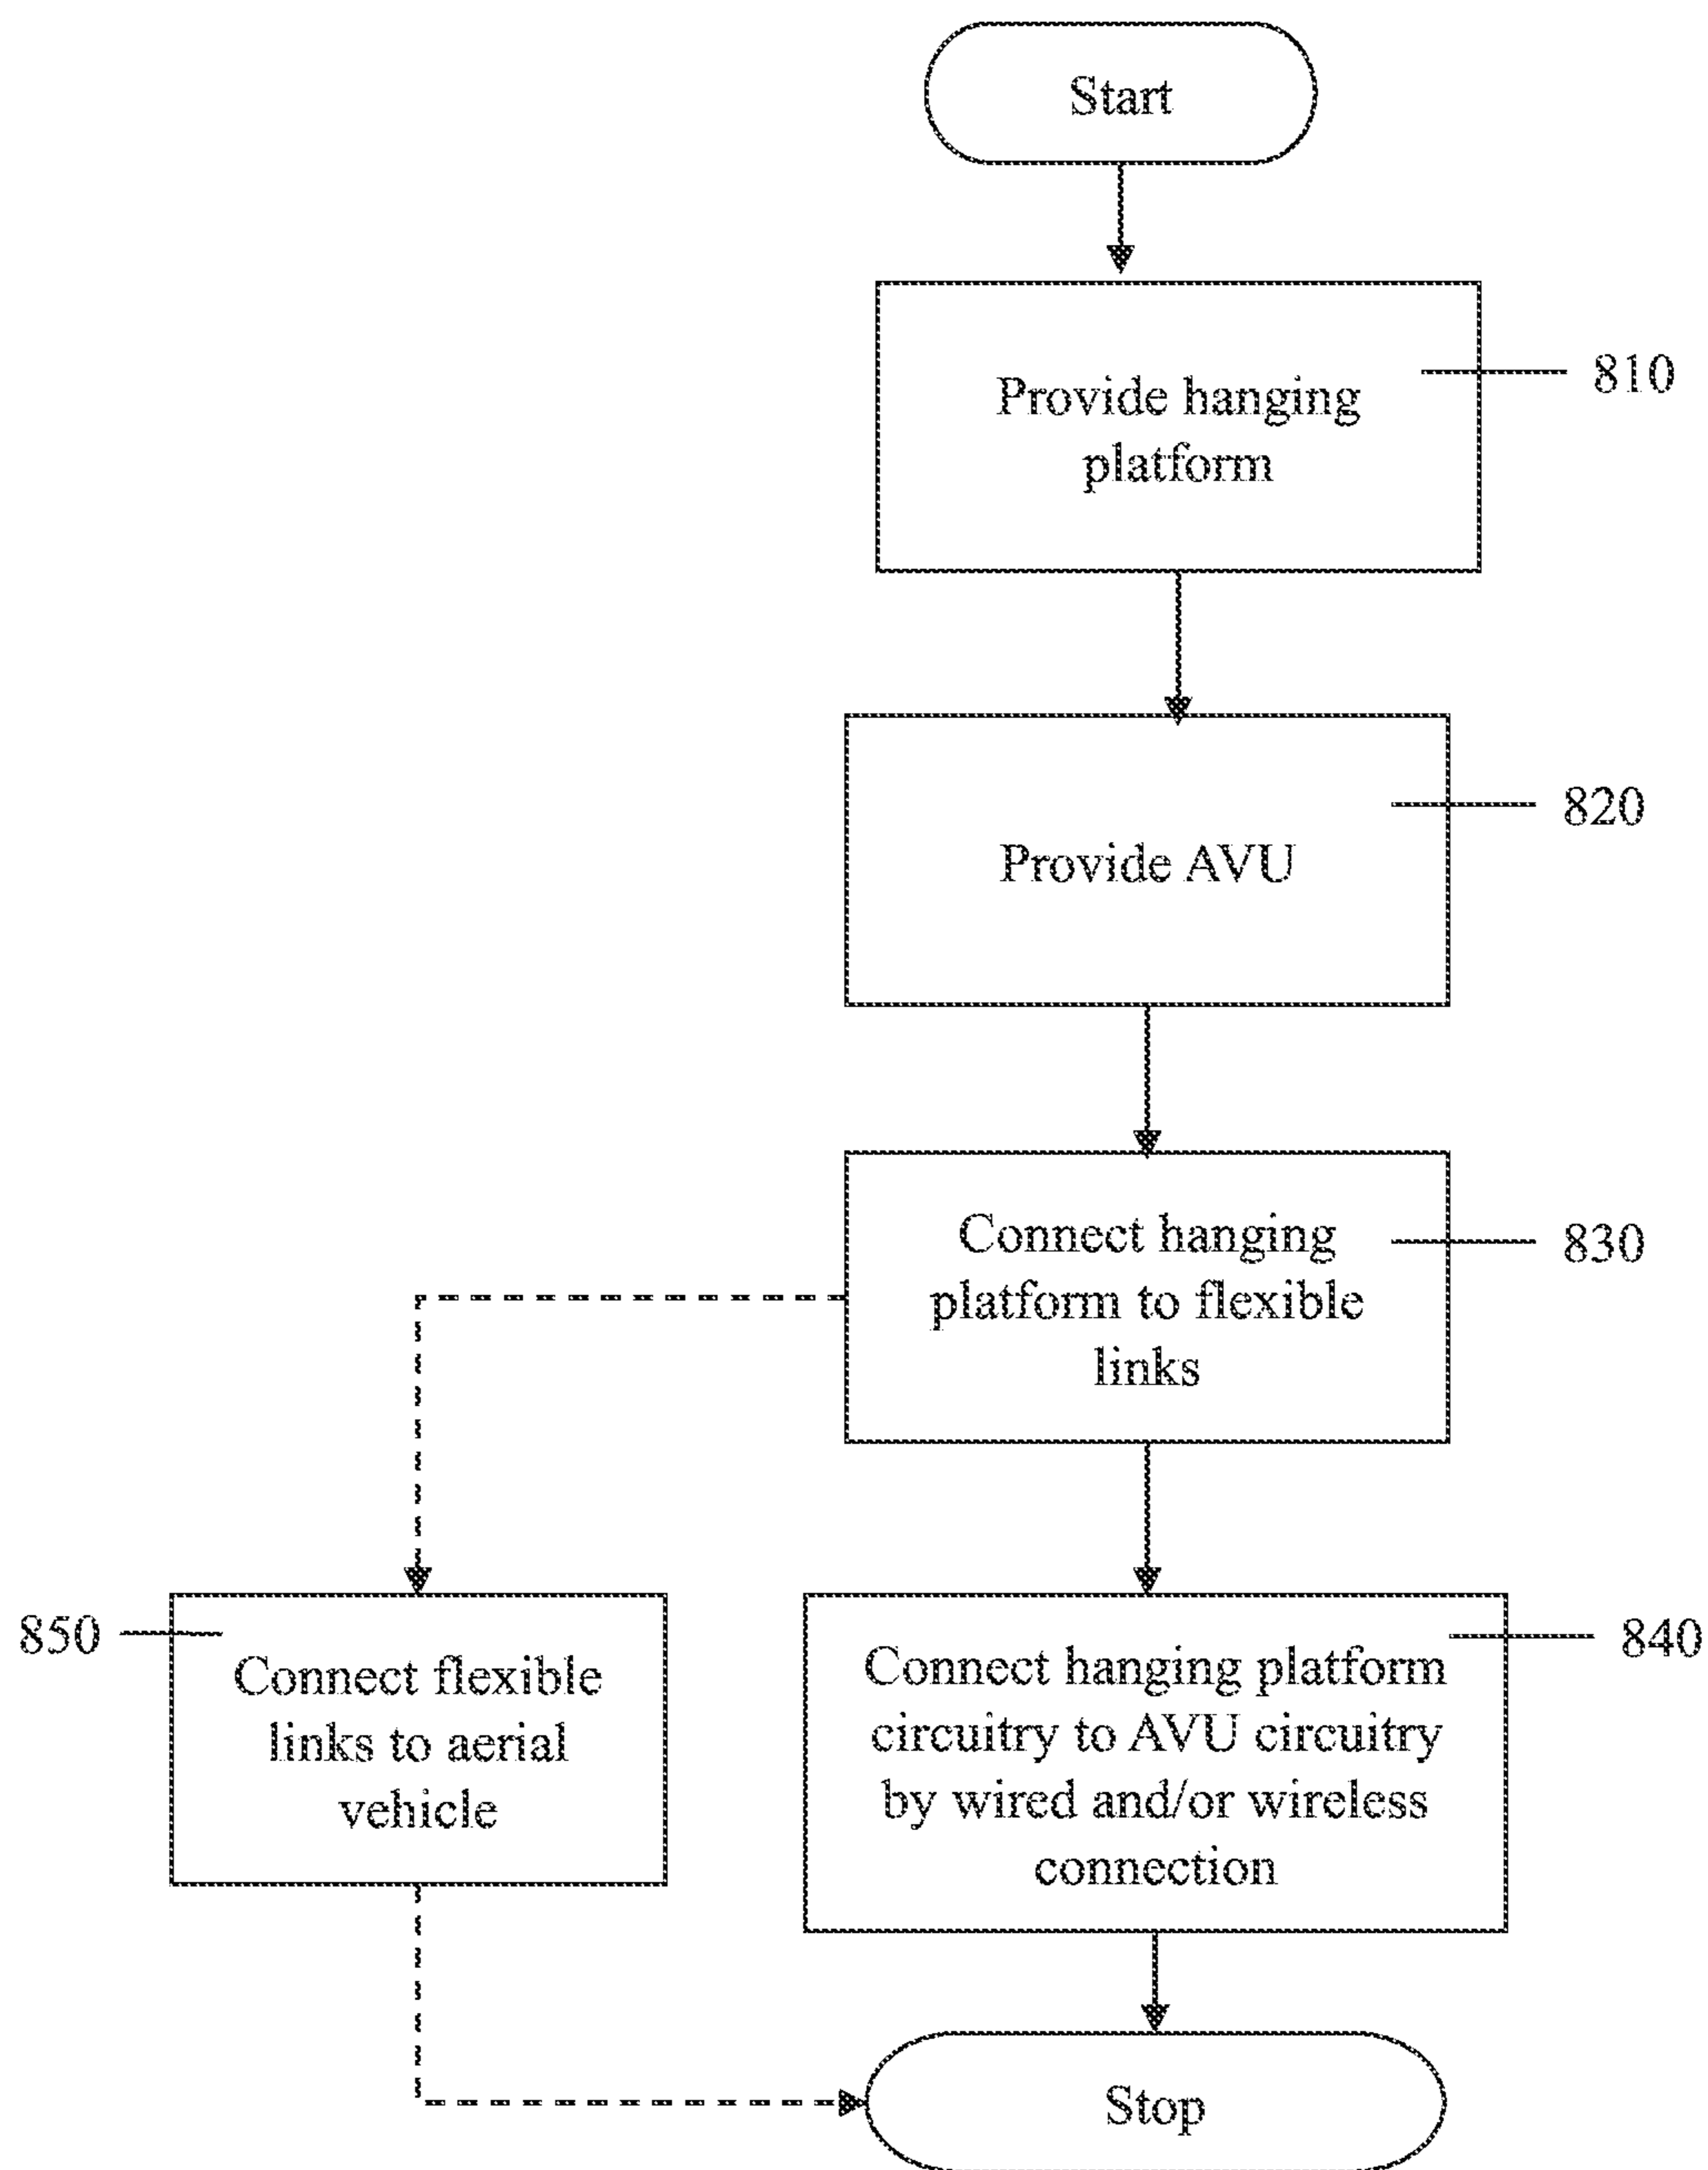 Start
Provide hanging
platform
810
Provide AVU
820
Connect hanging
platform to flexible
links
830
850
Connect flexible
links to aerial
vehicle
Connect hanging platform
circuitry to AVU circuitry
by wired and/or wireless
connection
840
Stop